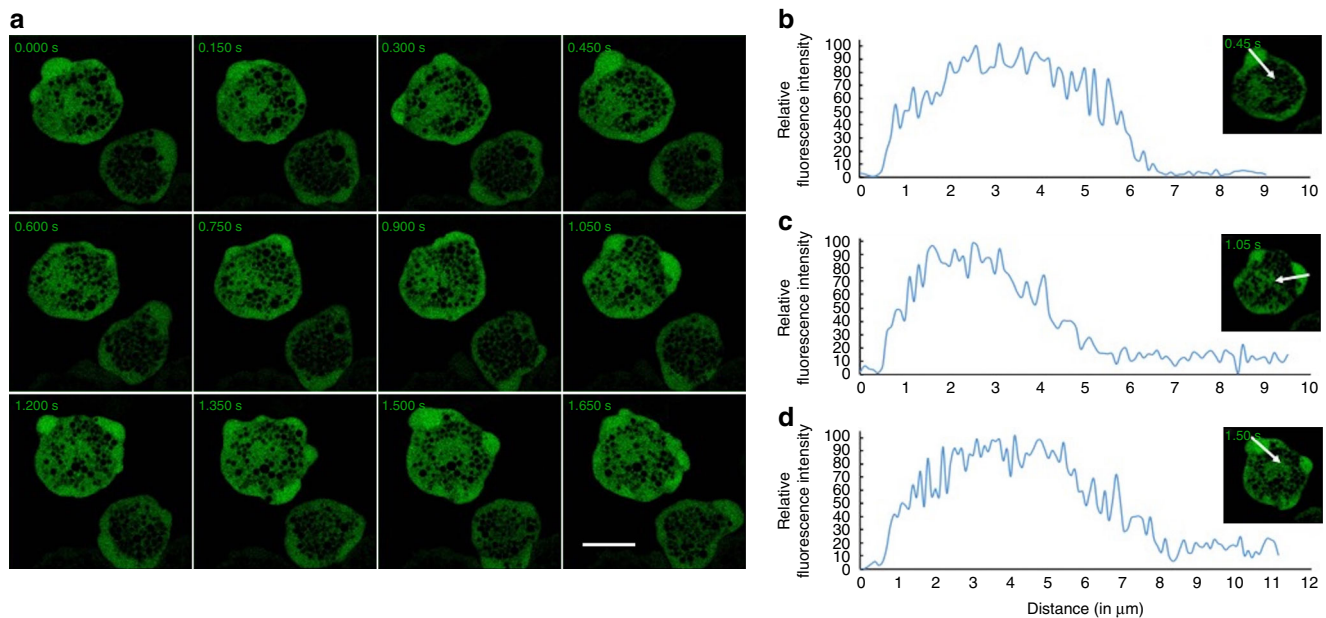 a
0.000 s
0.150 s
0.300 s
0.450 s
0.600 s
0.750 s
0.900 s
1.050 s
1.200 s
1.350 s
1.500 s
1.650 s
b
Relative
fluorescence intensity
100
90
80
70
60
50
40
30
20
10
0
0 1 2 3 4 5 6 7 8 9 10
0.45 s
c
Relative
fluorescence intensity
100
90
80
70
60
50
40
30
20
10
0
0 1 2 3 4 5 6 7 8 9 10
1.05 s
d
Relative
fluorescence intensity
100
90
80
70
60
50
40
30
20
10
0
0 1 2 3 4 5 6 7 8 9 10 11 12
1.50 s
Distance (in μm)